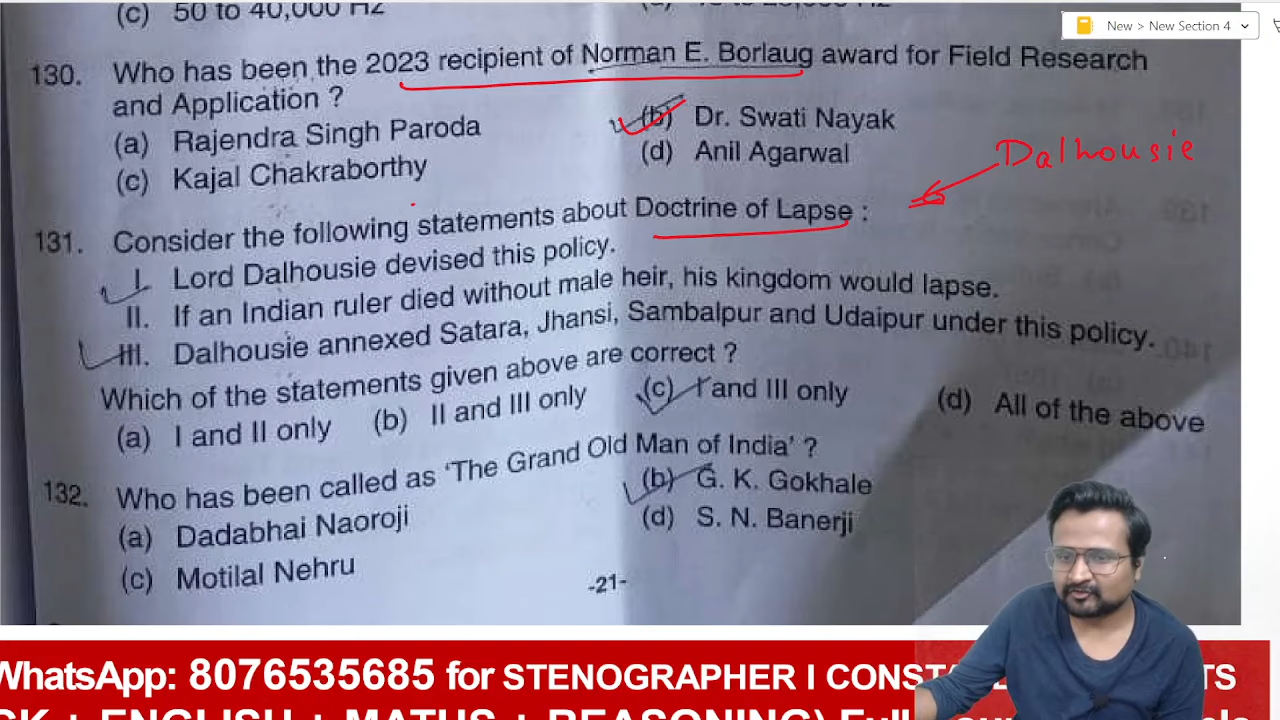 (c) 50 to 40,000 Hz
New > New Section 4
130. Who has been the 2023 recipient of Norman E. Borlaug award for Field Research
and Application ?
(a) Rajendra Singh Paroda (b) Dr. Swati Nayak
(c) Kajal Chakraborthy (d) Anil Agarwal
Dalhousie
131. Consider the following statements about Doctrine of Lapse :
I. Lord Dalhousie devised this policy.
II. If an Indian ruler died without male heir, his kingdom would lapse.
III. Dalhousie annexed Satara, Jhansi, Sambalpur and Udaipur under this policy.
Which of the statements given above are correct ?
(a) I and II only (b) II and III only (c) I and III only (d) All of the above
132. Who has been called as ‘The Grand Old Man of India’ ?
(a) Dadabhai Naoroji (b) G. K. Gokhale
(c) Motilal Nehru (d) S. N. Banerji
-21-
WhatsApp: 8076535685 for STENOGRAPHER I
+ ENGLISH + MATHS + REASONING)